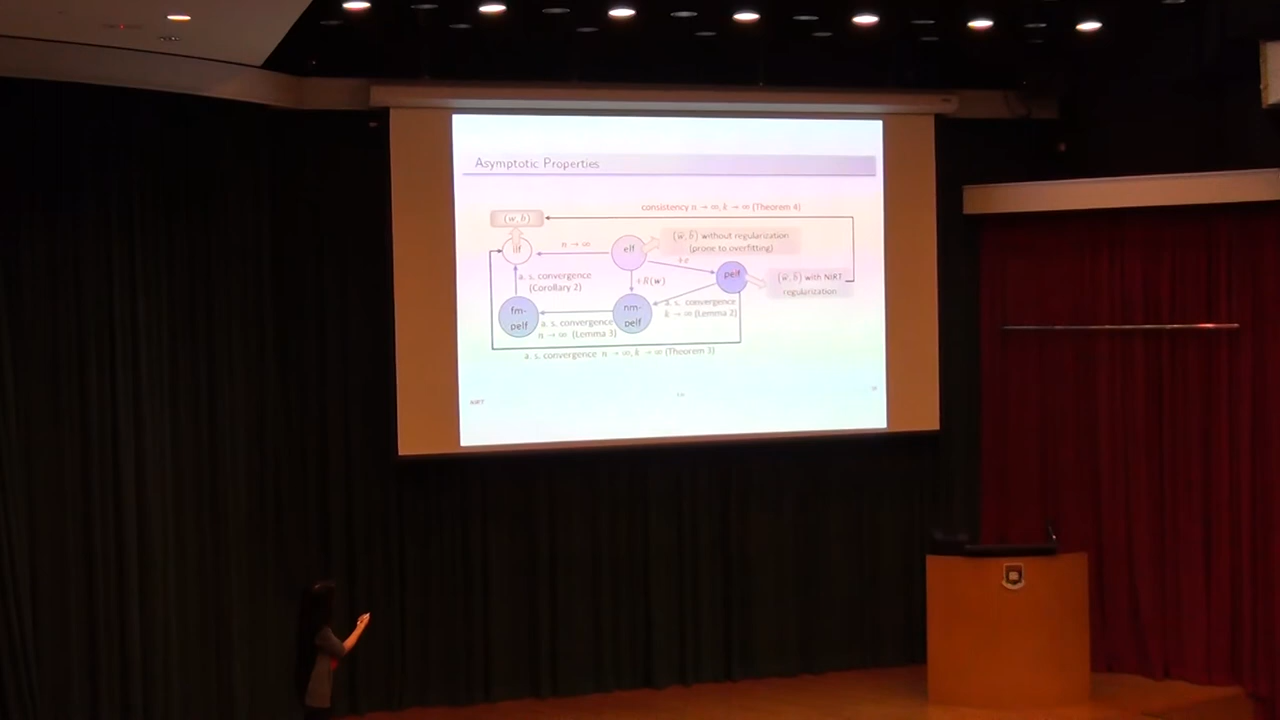 Asymptotic Properties
consistency n → ∞, k → ∞ (Theorem 4)
(w, b)
ilf
n → ∞
elf
(w̃, b̃) without regularization
(prone to overfitting)
+e
pelf
(w̃, b̃) with NIRT
regularization
a. s. convergence
(Corollary 2)
+R(w)
fm-
pelf
a. s. convergence
n → ∞ (Lemma 3)
nm-
pelf
a. s. convergence
k → ∞ (Lemma 2)
a. s. convergence n → ∞, k → ∞ (Theorem 3)
NIRT